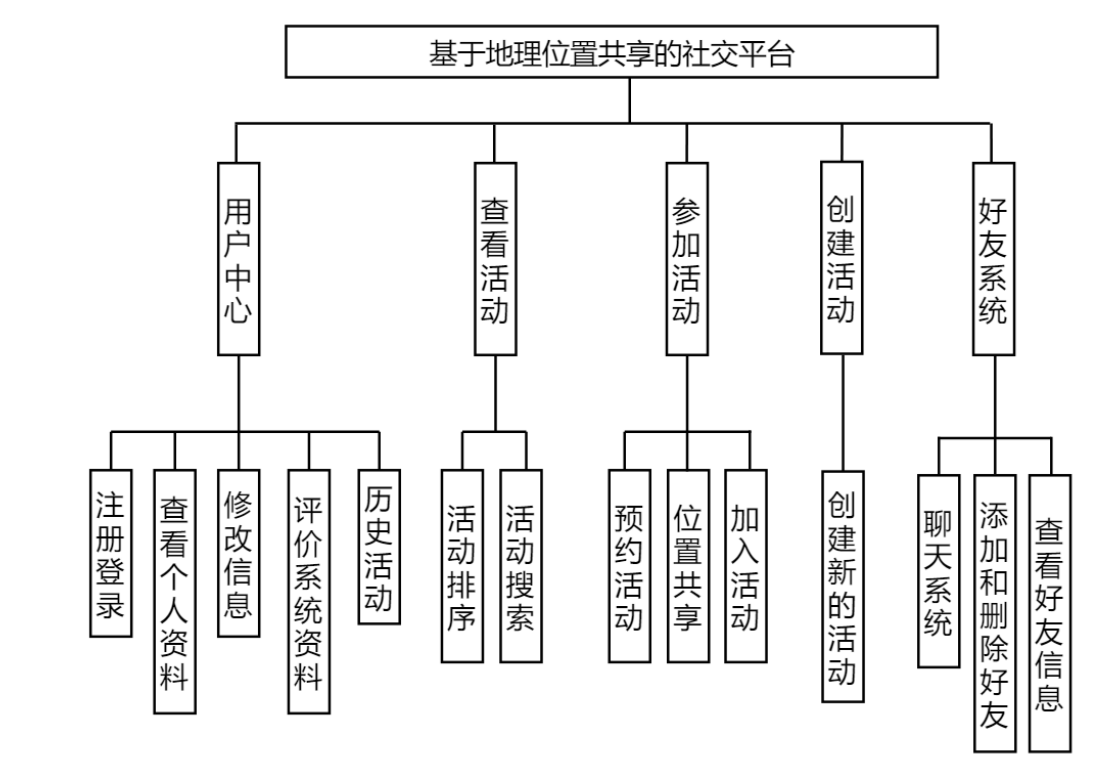 基于地理位置共享的社交平台
用户中心
查看活动
参加活动
创建活动
好友系统
注册登录
查看个人资料
修改信息
评价系统资料
历史活动
活动排序
活动搜索
预约活动
位置共享
加入活动
创建新的活动
聊天系统
添加和删除好友
查看好友信息